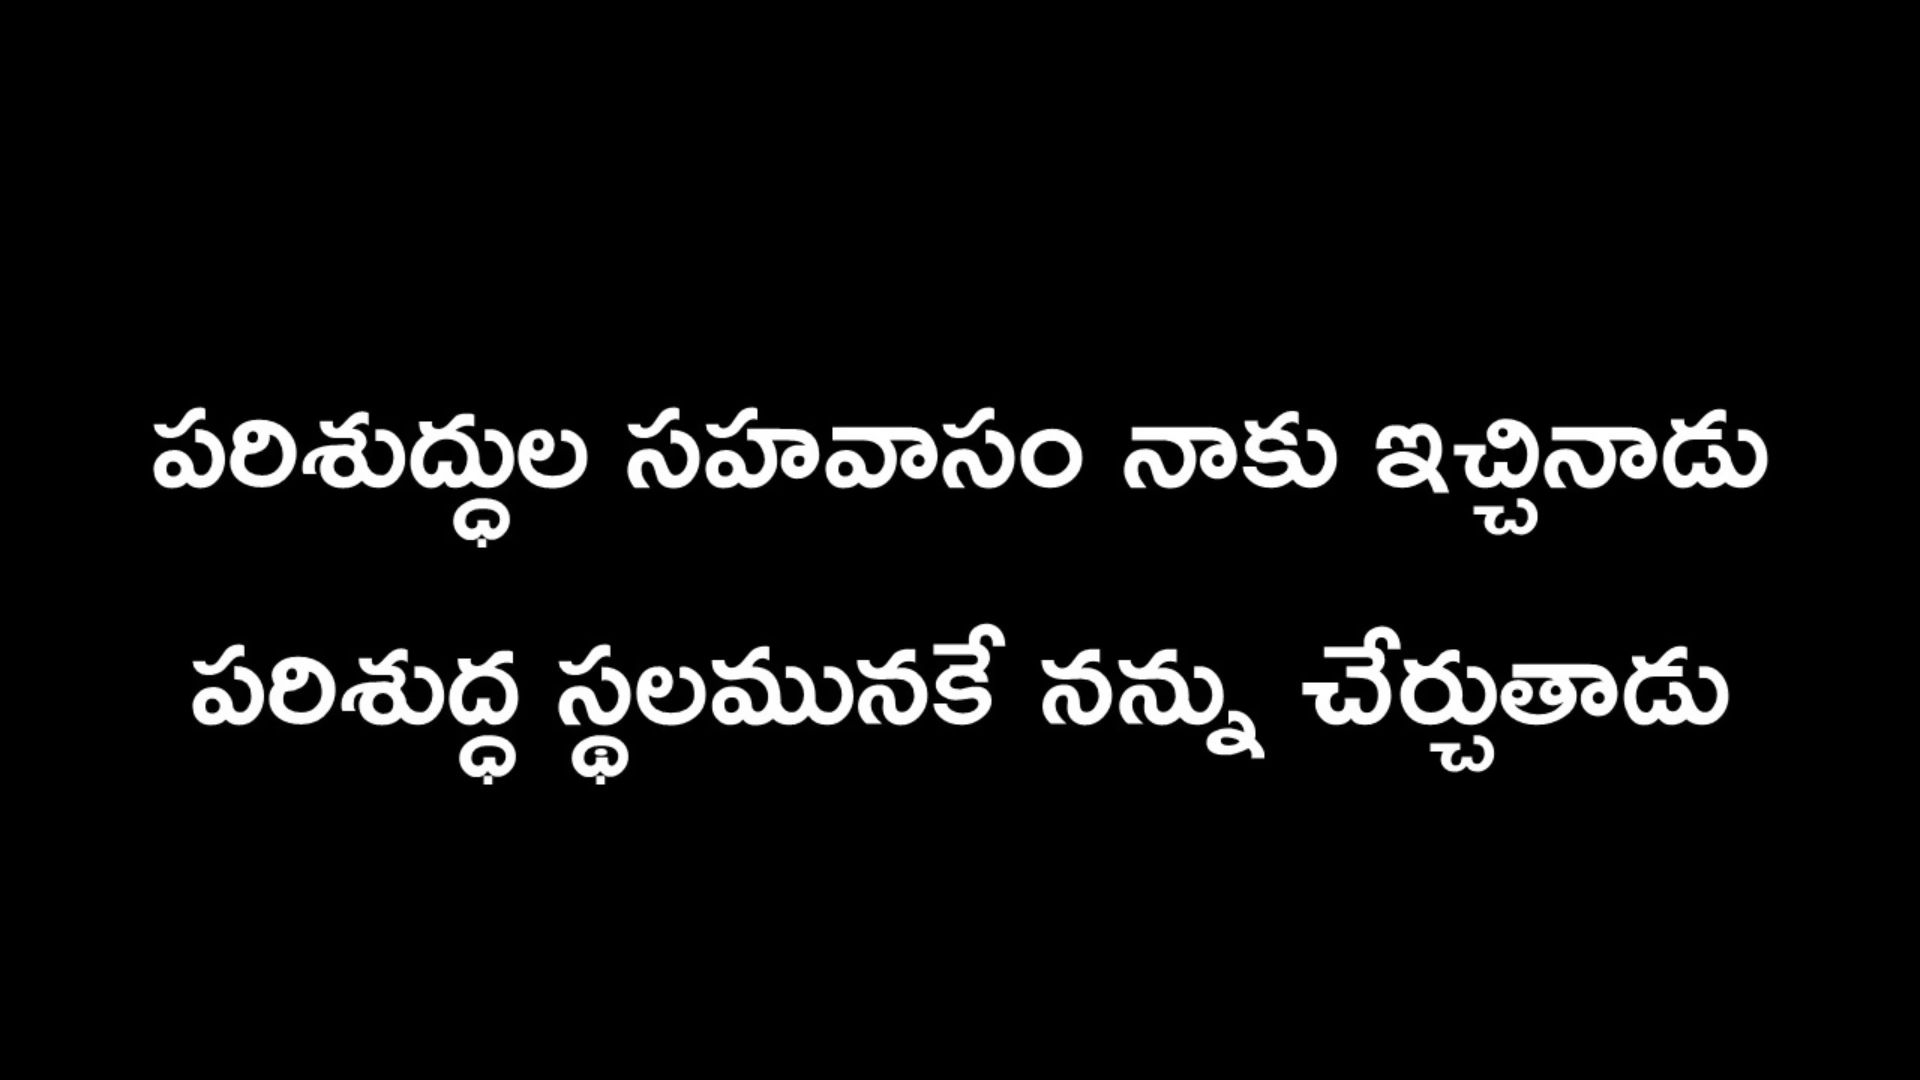 పరిశుద్ధుల సహవాసం నాకు ఇచ్చినాడు
పరిశుద్ధ స్థలమునకే నన్ను చేర్చుతాడు